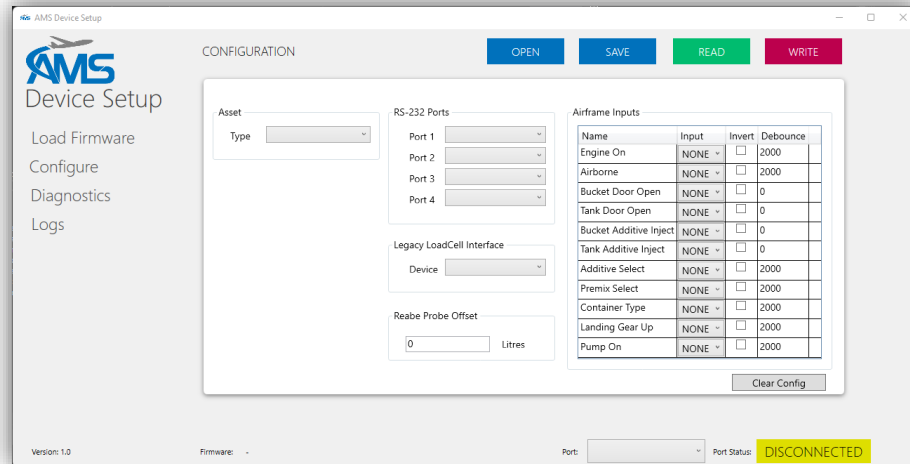 AMS AMS Device Setup
AMS
Device Setup
CONFIGURATION
OPEN SAVE READ WRITE
Load Firmware
Configure
Diagnostics
Logs
Asset
Type
RS-232 Ports
Port 1
Port 2
Port 3
Port 4
Legacy LoadCell Interface
Device
Reabe Probe Offset
0 Litres
Airframe Inputs
Name Input Invert Debounce
Engine On NONE 2000
Airborne NONE 2000
Bucket Door Open NONE 0
Tank Door Open NONE 0
Bucket Additive Inject NONE 0
Tank Additive Inject NONE 0
Additive Select NONE 2000
Premix Select NONE 2000
Container Type NONE 2000
Landing Gear Up NONE 2000
Pump On NONE 2000
Clear Config
Version: 1.0 Firmware: - Port: Port Status: DISCONNECTED